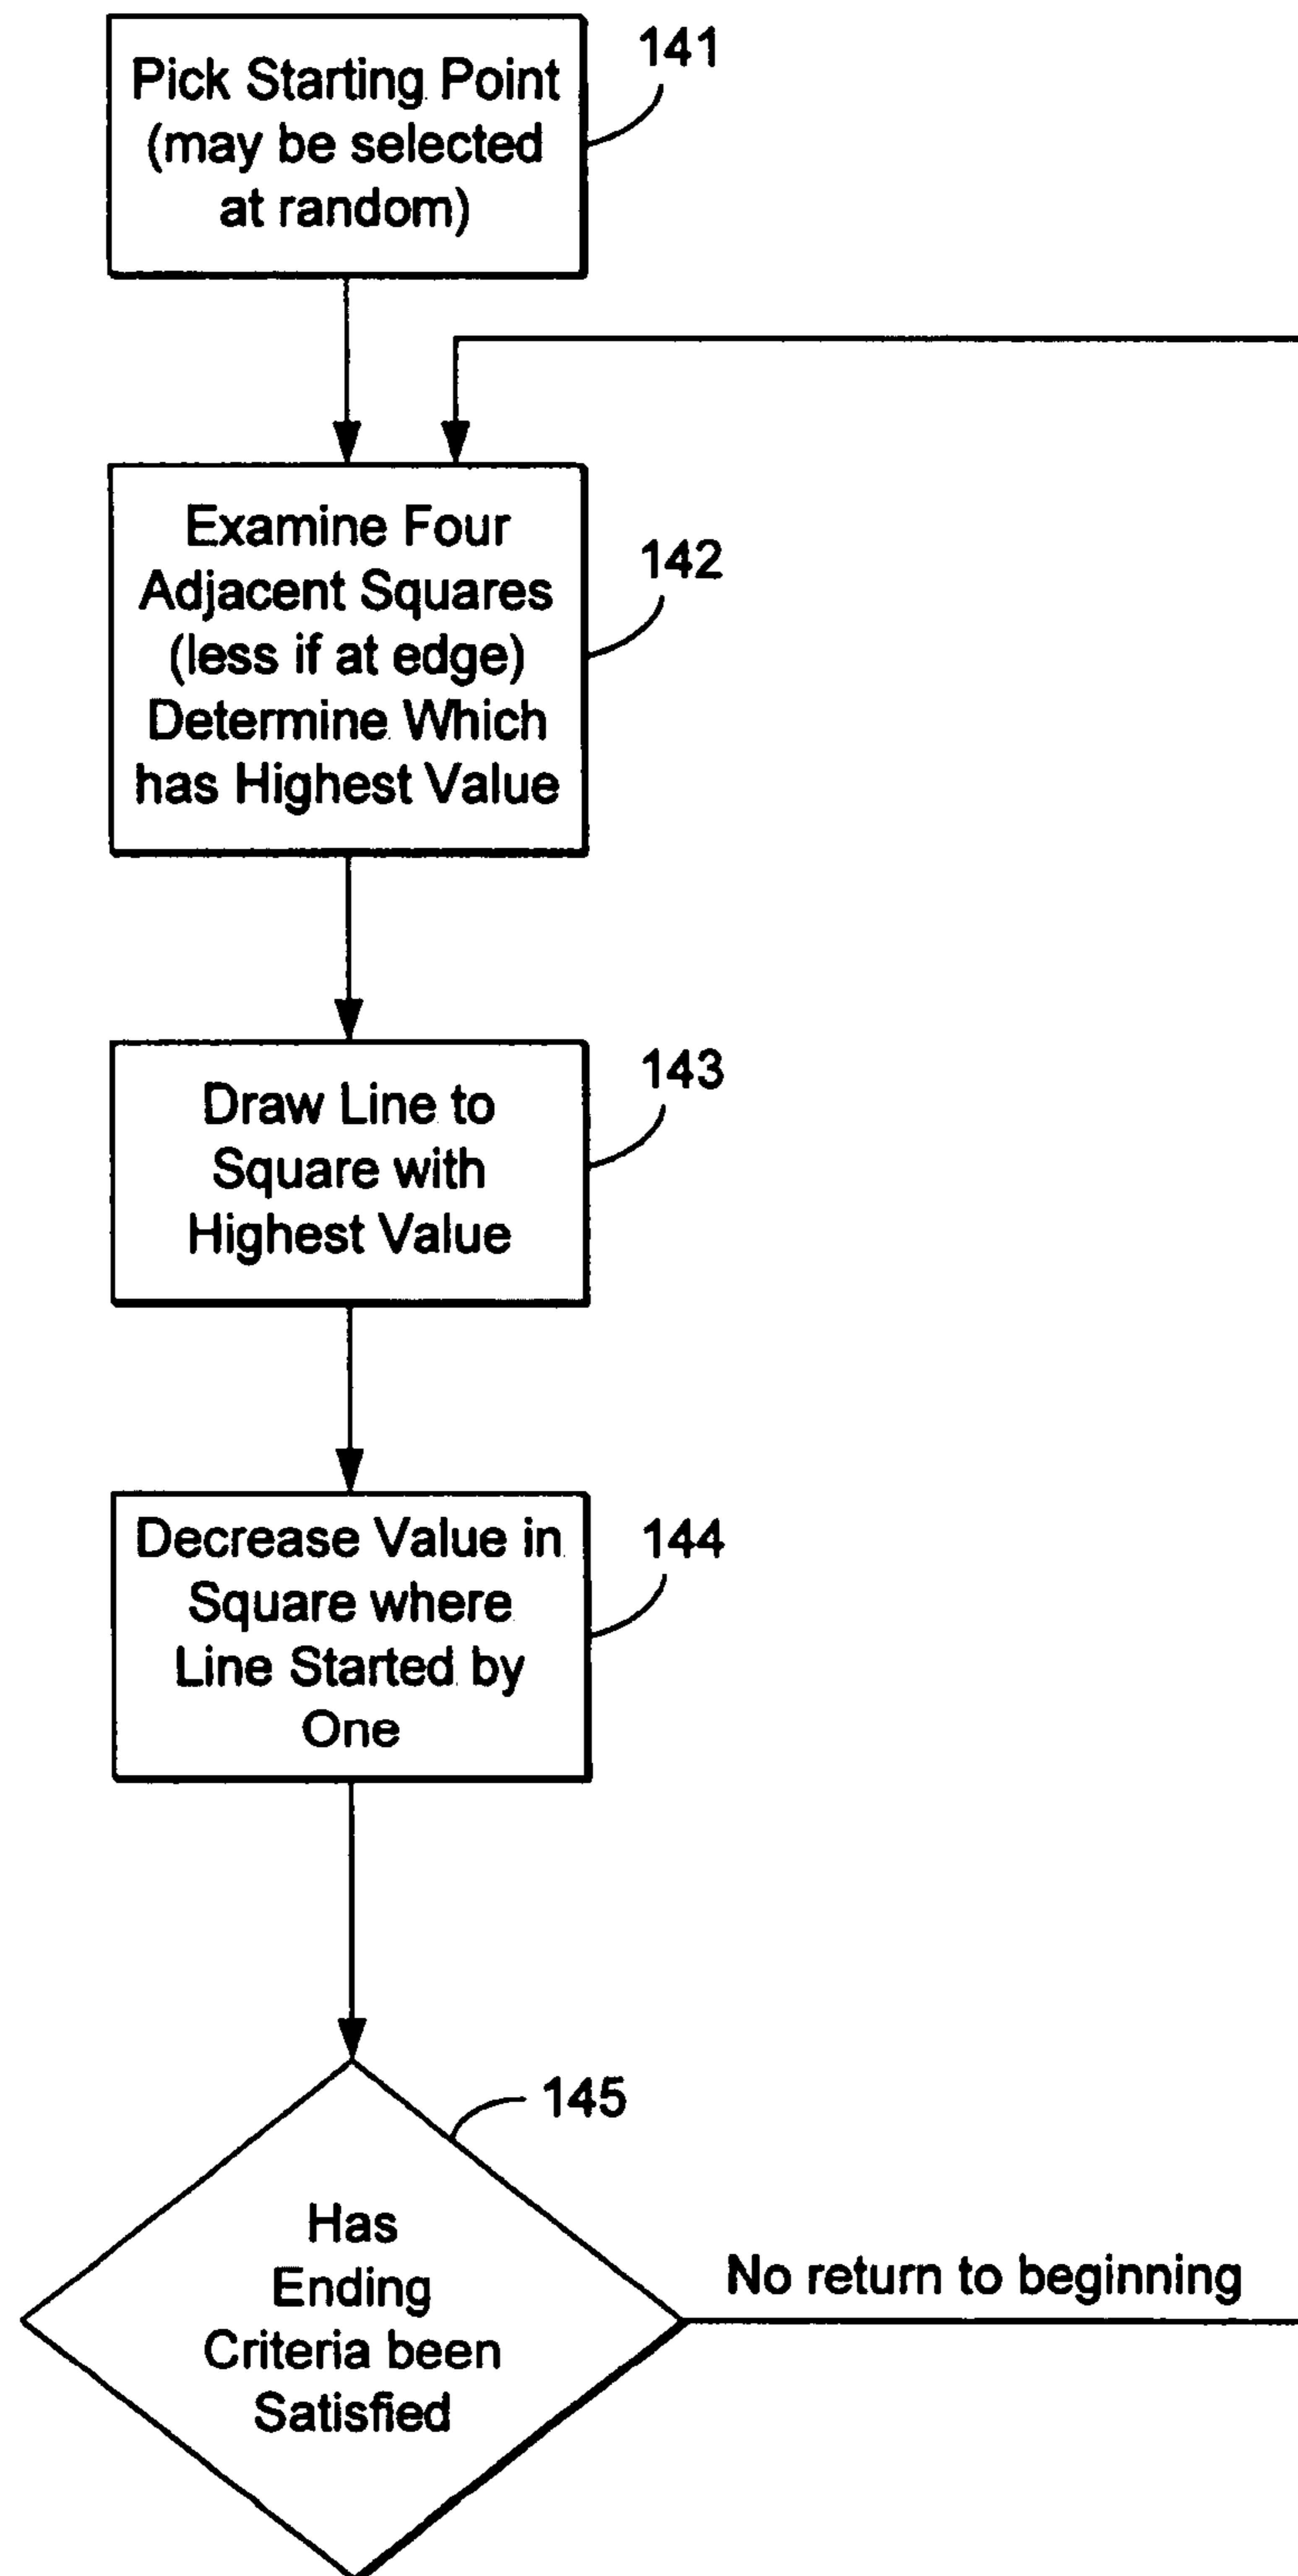 Pick Starting Point
(may be selected
at random)
141
Examine Four
Adjacent Squares
(less if at edge)
Determine Which
has Highest Value
142
Draw Line to
Square with
Highest Value
143
Decrease Value in
Square where
Line Started by
One
144
145
Has
Ending
Criteria been
Satisfied
No return to beginning